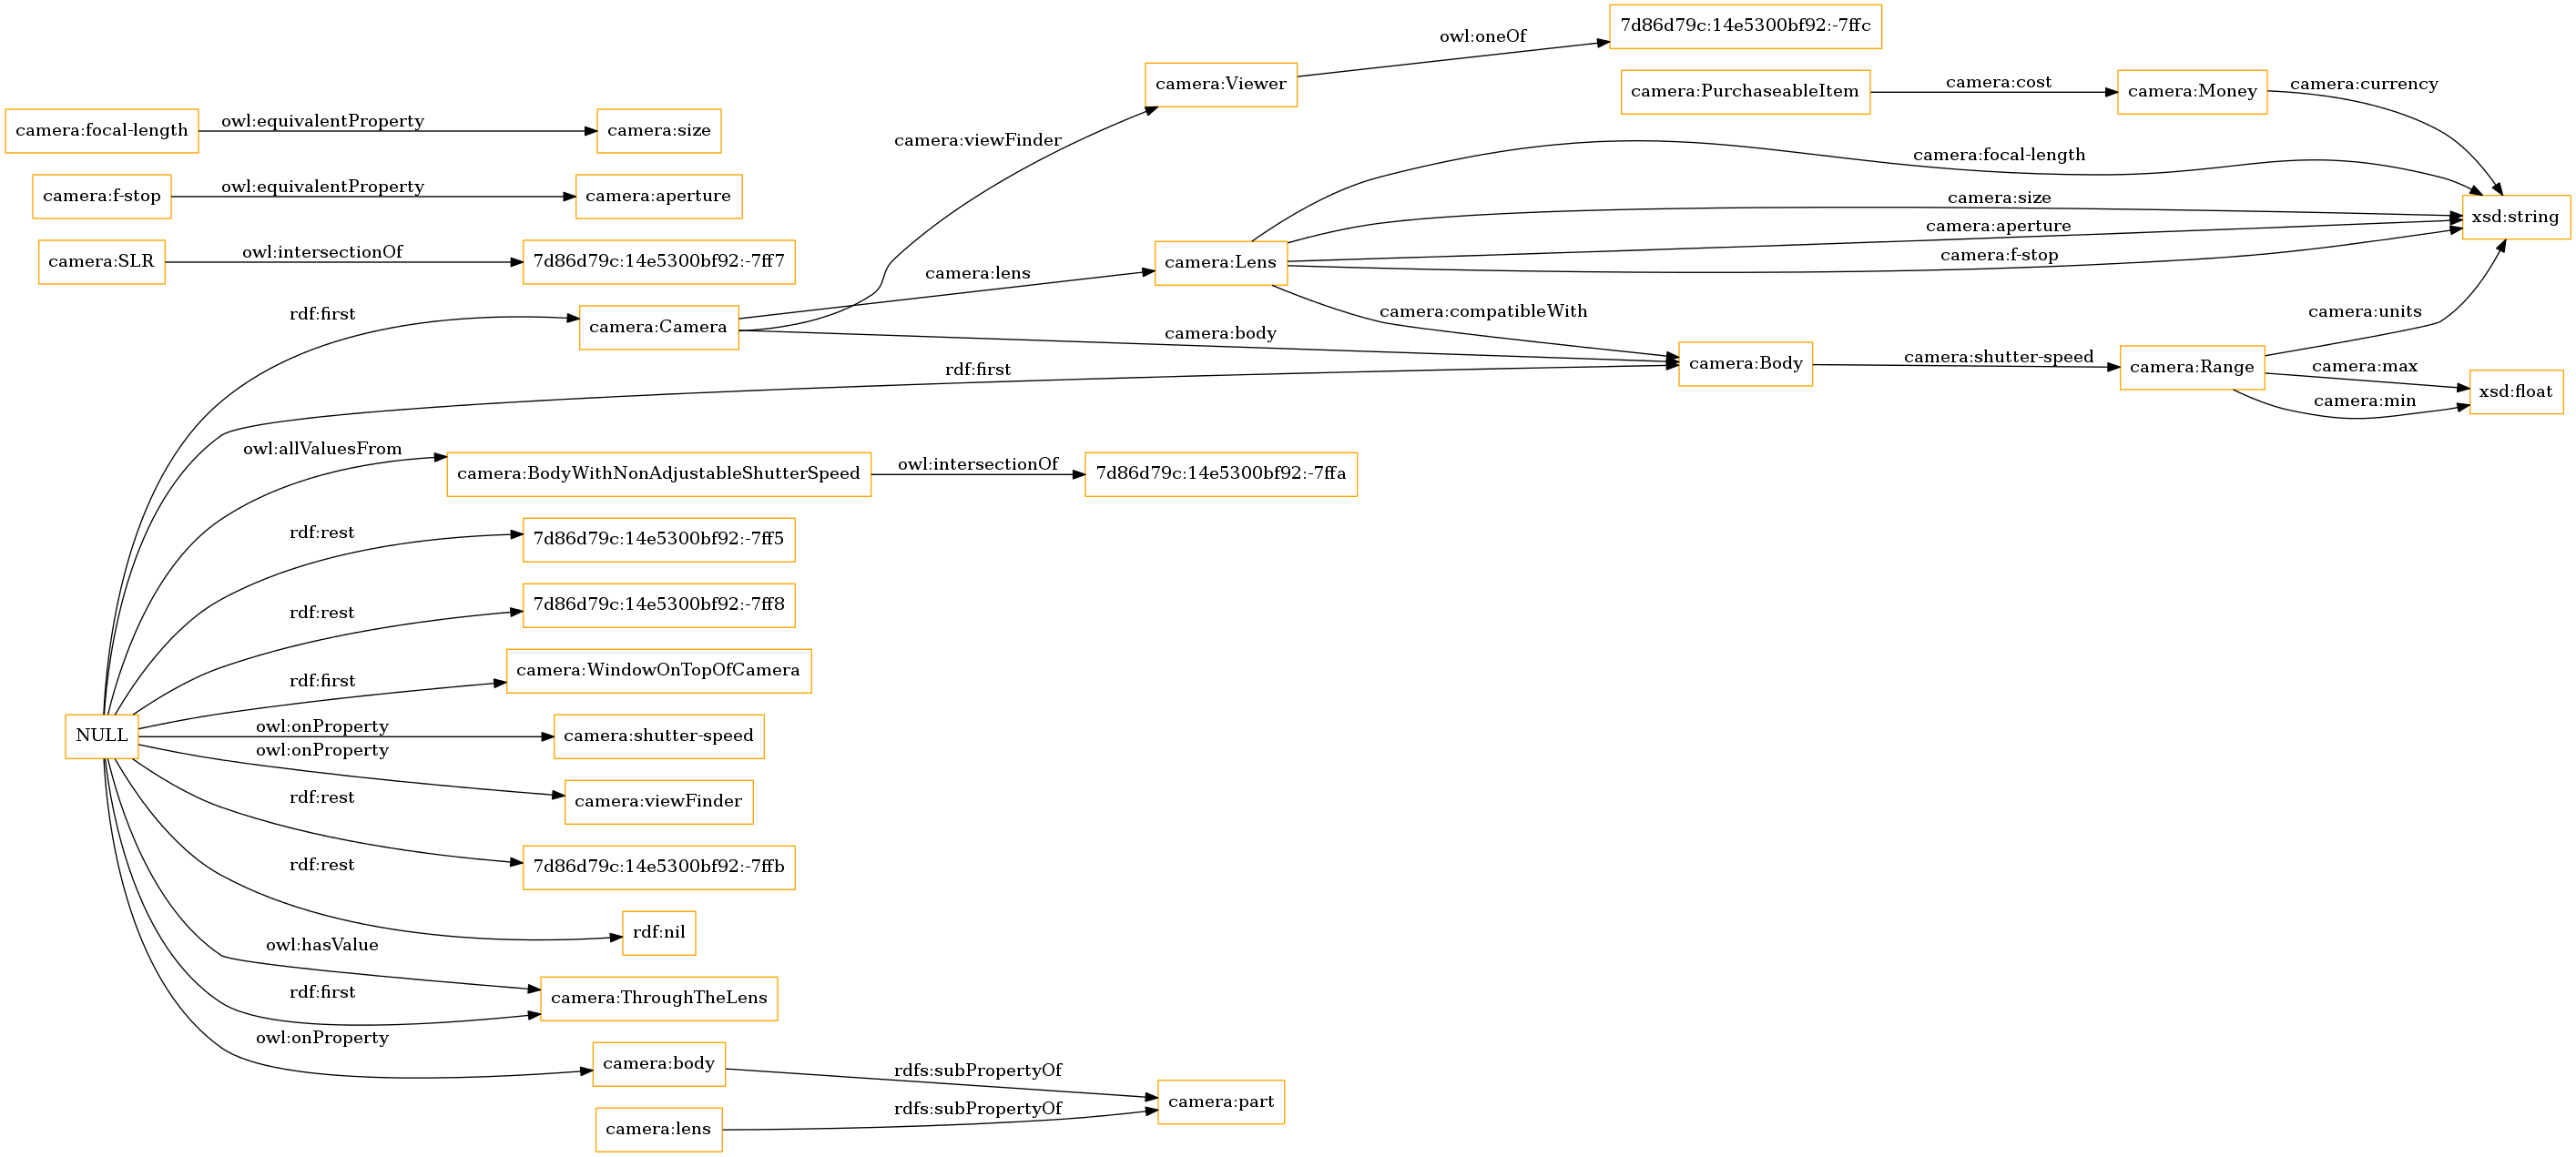 7d86d79c:14e5300bf92:-7ffc
owl:oneOf
camera:Viewer
camera:PurchaseableItem
camera:cost
camera:Money
camera:currency
camera:focal-length
owl:equivalentProperty
camera:size
camera:viewFinder
camera:focal-length
camera:f-stop
owl:equivalentProperty
camera:aperture
camera:size
xsd:string
camera:aperture
camera:SLR
owl:intersectionOf
7d86d79c:14e5300bf92:-7ff7
camera:lens
camera:Lens
camera:f-stop
rdf:first
camera:Camera
camera:compatibleWith
camera:units
camera:body
rdf:first
camera:Body
camera:shutter-speed
camera:Range
camera:max
xsd:float
camera:min
owl:allValuesFrom
camera:BodyWithNonAdjustableShutterSpeed
owl:intersectionOf
7d86d79c:14e5300bf92:-7ffa
rdf:rest
7d86d79c:14e5300bf92:-7ff5
rdf:rest
7d86d79c:14e5300bf92:-7ff8
rdf:first
camera:WindowOnTopOfCamera
NULL
owl:onProperty
camera:shutter-speed
owl:onProperty
camera:viewFinder
rdf:rest
7d86d79c:14e5300bf92:-7ffb
rdf:rest
rdf:nil
owl:hasValue
rdf:first
camera:ThroughTheLens
owl:onProperty
camera:body
rdfs:subPropertyOf
camera:part
camera:lens
rdfs:subPropertyOf